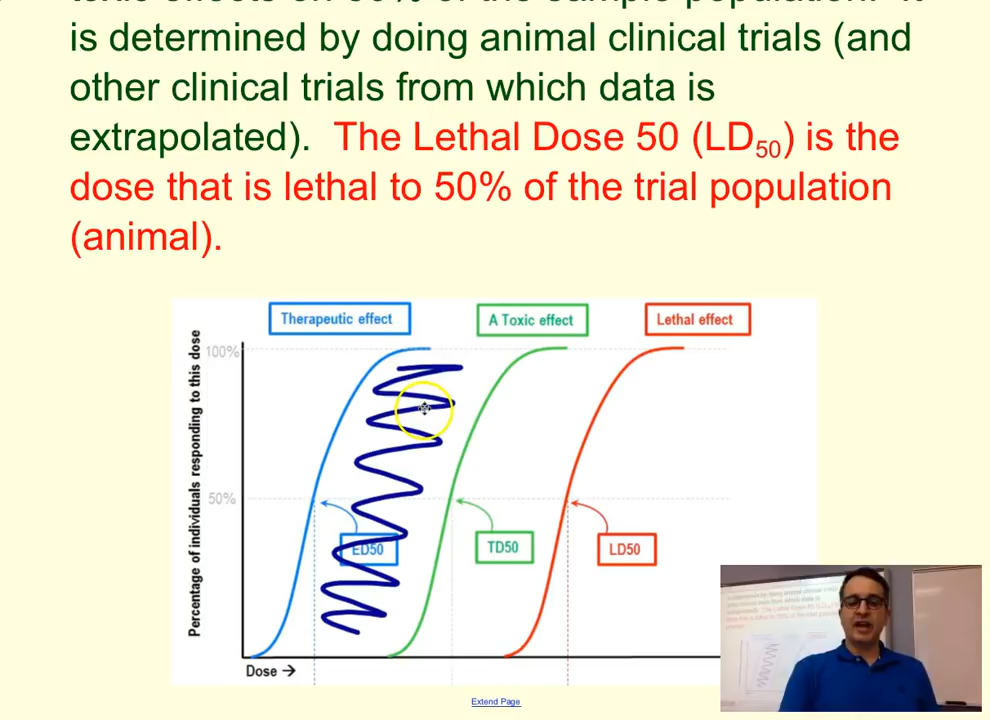 is determined by doing animal clinical trials (and
other clinical trials from which data is
extrapolated). The Lethal Dose 50 (LD50) is the
dose that is lethal to 50% of the trial population
(animal).
Therapeutic effect
A Toxic effect
Lethal effect
Percentage of individuals responding to this dose
100%
50%
ED50
TD50
LD50
Dose →
Extend Page